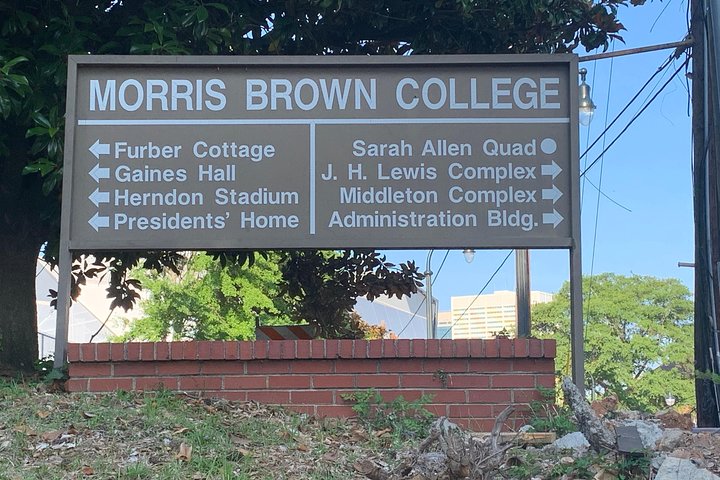 MORRIS BROWN COLLEGE
Furber Cottage
Gaines Hall
Herndon Stadium
Presidents' Home
Sarah Allen Quad
J. H. Lewis Complex
Middleton Complex
Administration Bldg.